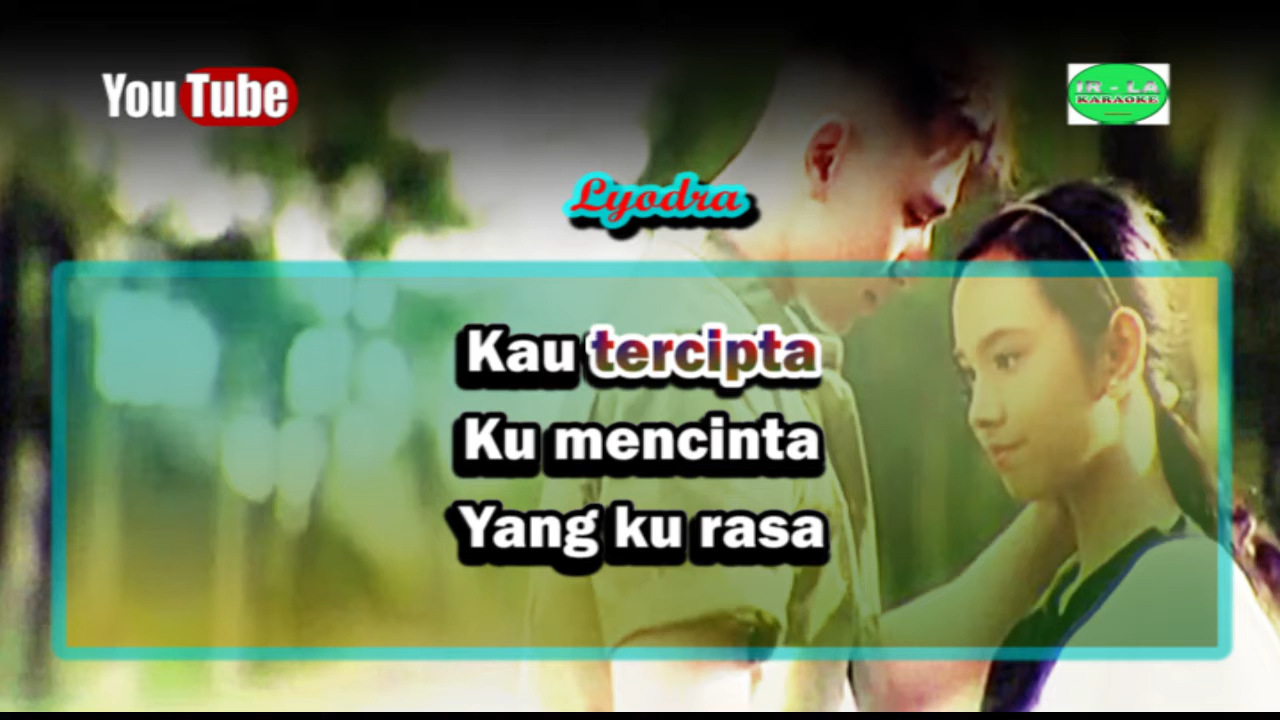 YouTube
IR - LA
KARAOKE
Lyodra
Kau tercipta
Ku mencinta
Yang ku rasa